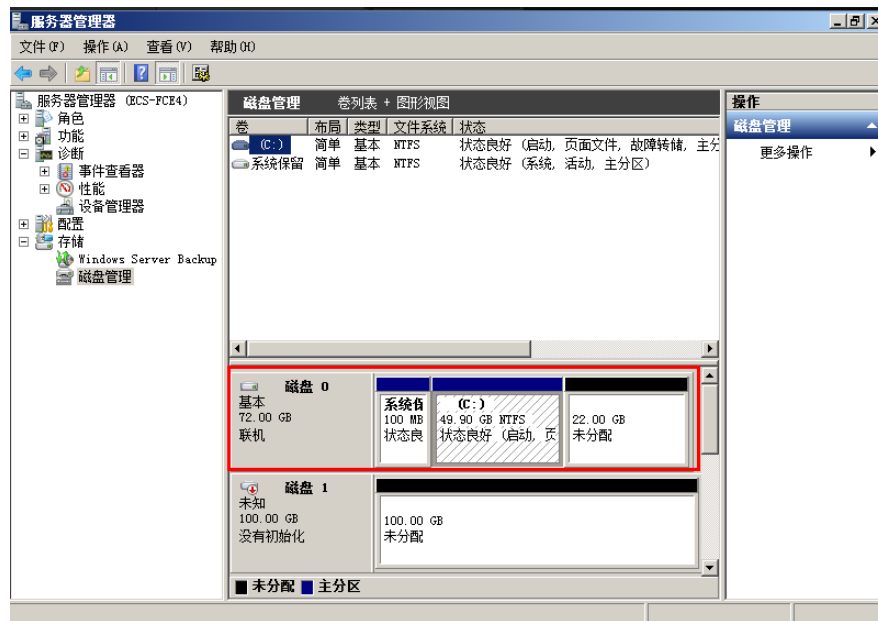 服务器管理器
文件(F) 操作(A) 查看(V) 帮助(H)
服务器管理器 (ECS-FCE4)
角色
功能
诊断
事件查看器
性能
设备管理器
配置
存储
Windows Server Backup
磁盘管理
磁盘管理 卷列表 + 图形视图
卷 布局 类型 文件系统 状态
(C:) 简单 基本 NTFS 状态良好 (启动, 页面文件, 故障转储, 主分
系统保留 简单 基本 NTFS 状态良好 (系统, 活动, 主分区)
磁盘 0
基本
72.00 GB
联机
系统
100 MB
状态良
(C:)
49.90 GB NTFS
状态良好 (启动, 页
22.00 GB
未分配
磁盘 1
未知
100.00 GB
没有初始化
100.00 GB
未分配
未分配 主分区
操作
磁盘管理
更多操作